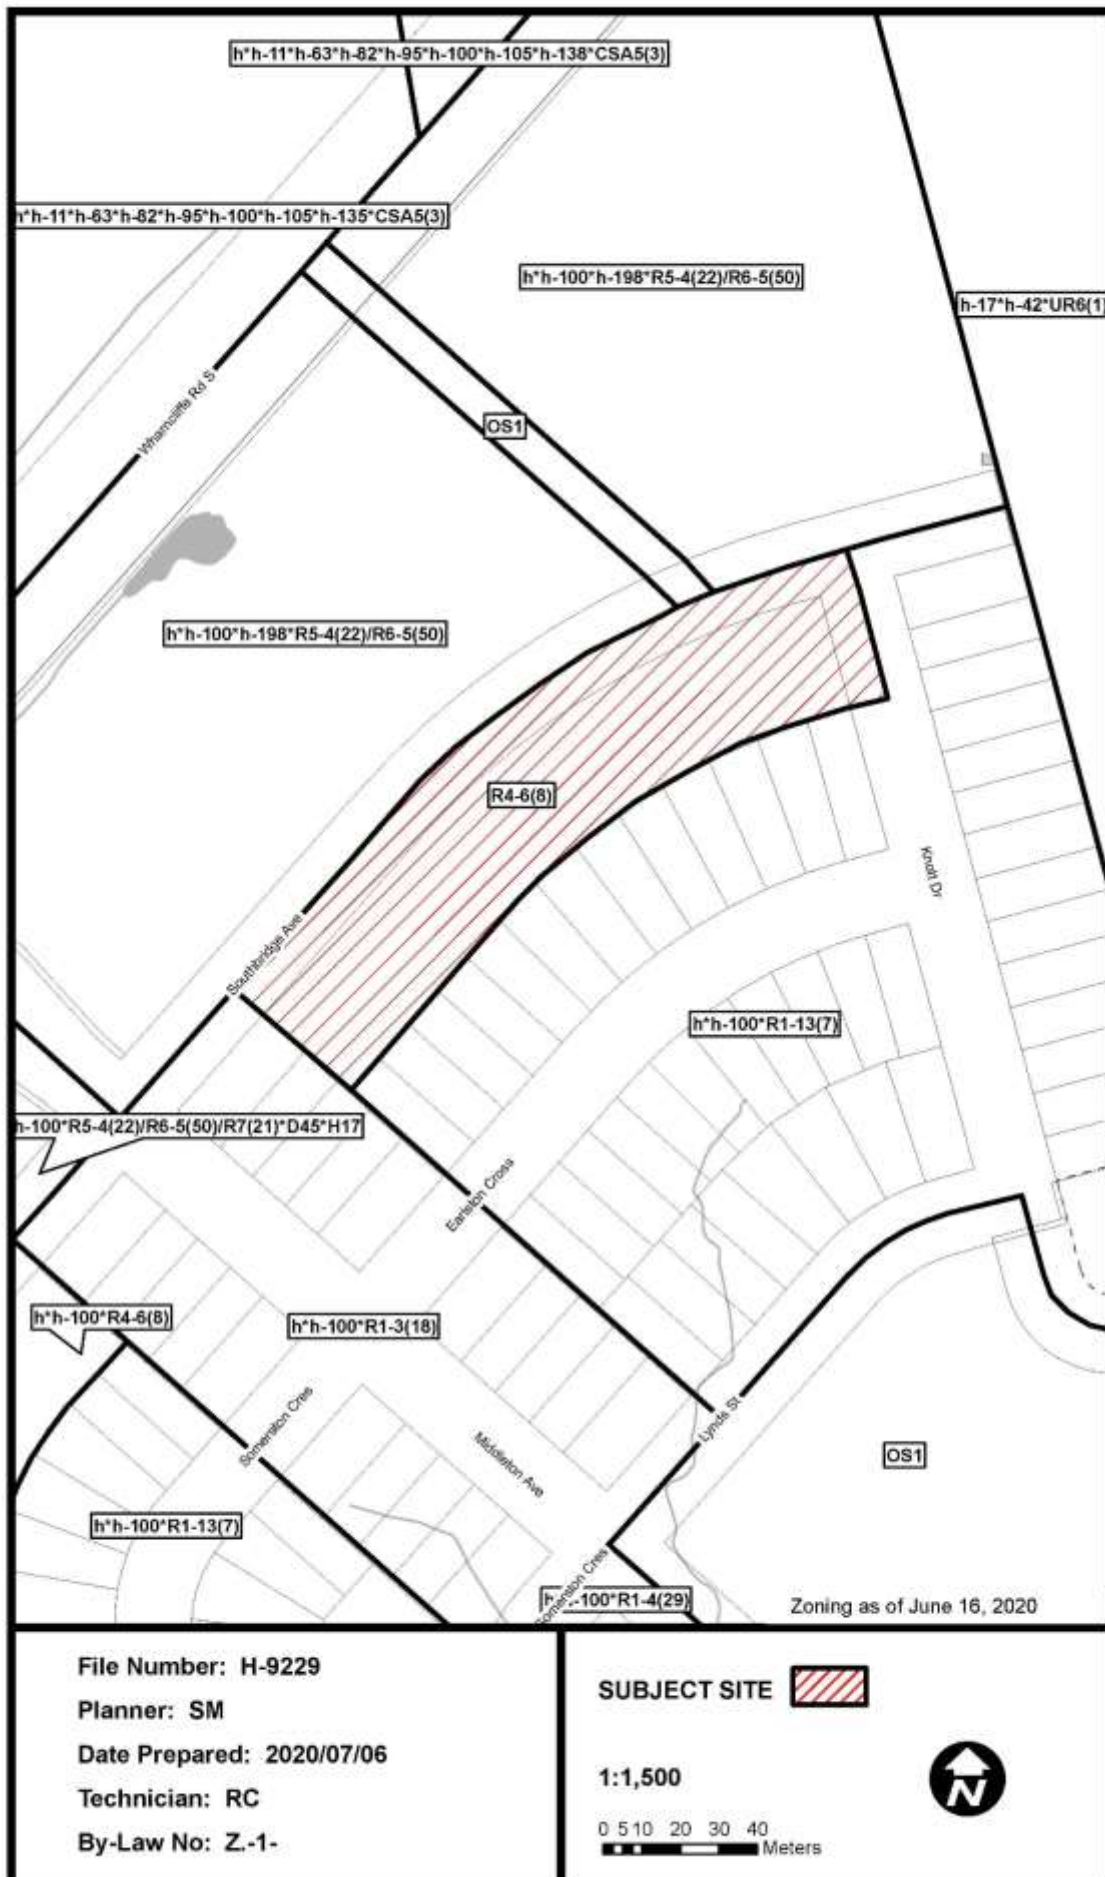 h*h-11*h-63*h-82*h-95*h-100*h-105*h-138*CSA5(3)
h*h-11*h-63*h-82*h-95*h-100*h-105*h-135*CSA5(3)
h*h-100*h-198*R5-4(22)/R6-5(50)
h-17*h-42*UR6(1)
Wharncliffe Rd S
OS1
h*h-100*h-198*R5-4(22)/R6-5(50)
R4-6(8)
Knott Dr
Southbridge Ave
h*h-100*R1-13(7)
h-100*R5-4(22)/R6-5(50)/R7(21)*D45*H17
Earlston Cross
h*h-100*R4-6(8)
h*h-100*R1-3(18)
Somerston Cres
Middleton Ave
Lynds St
OS1
h*h-100*R1-13(7)
Somerston Cres
-100*R1-4(29)
Zoning as of June 16, 2020
File Number: H-9229
Planner: SM
Date Prepared: 2020/07/06
Technician: RC
By-Law No: Z.-1-
SUBJECT SITE
1:1,500
0 5 10 20 30 40
Meters
N